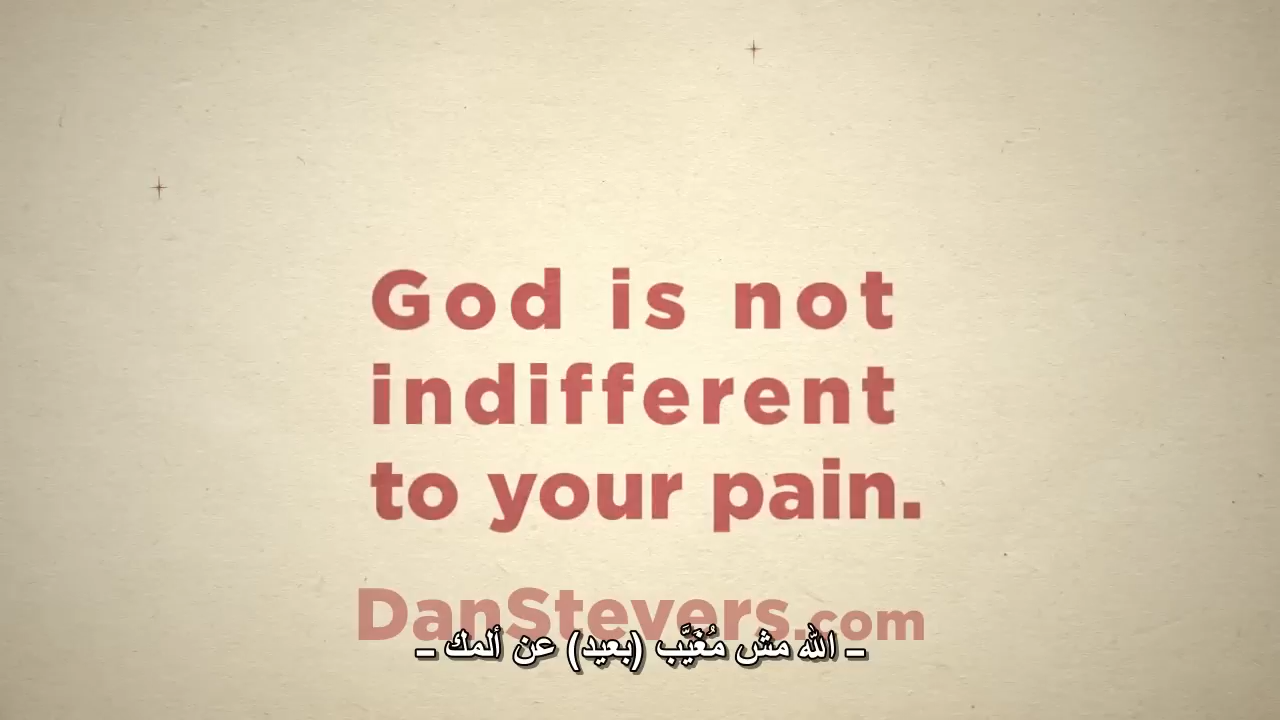 God is not
indifferent
to your pain.
DanStevers.com
ـ الله مش مُغَيَّب (بعيد) عن ألمك ـ